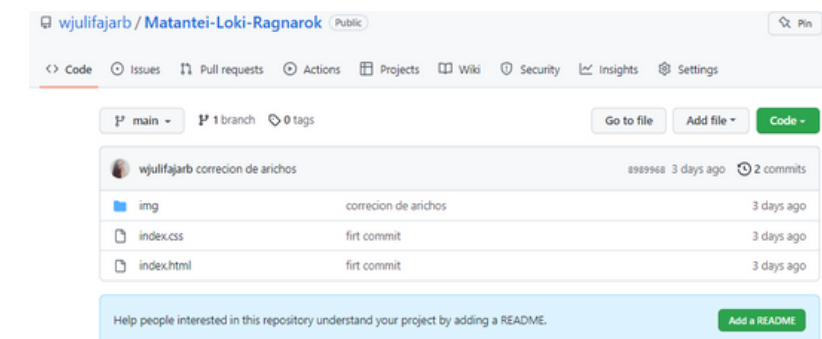 wjulifajarb / Matantei-Loki-Ragnarok Public Pin
Code Issues Pull requests Actions Projects Wiki Security Insights Settings
main 1 branch 0 tags Go to file Add file Code
wjulifajarb correcion de arichos 8989968 3 days ago 2 commits
img correcion de arichos 3 days ago
index.css firt commit 3 days ago
index.html firt commit 3 days ago
Help people interested in this repository understand your project by adding a README. Add a README